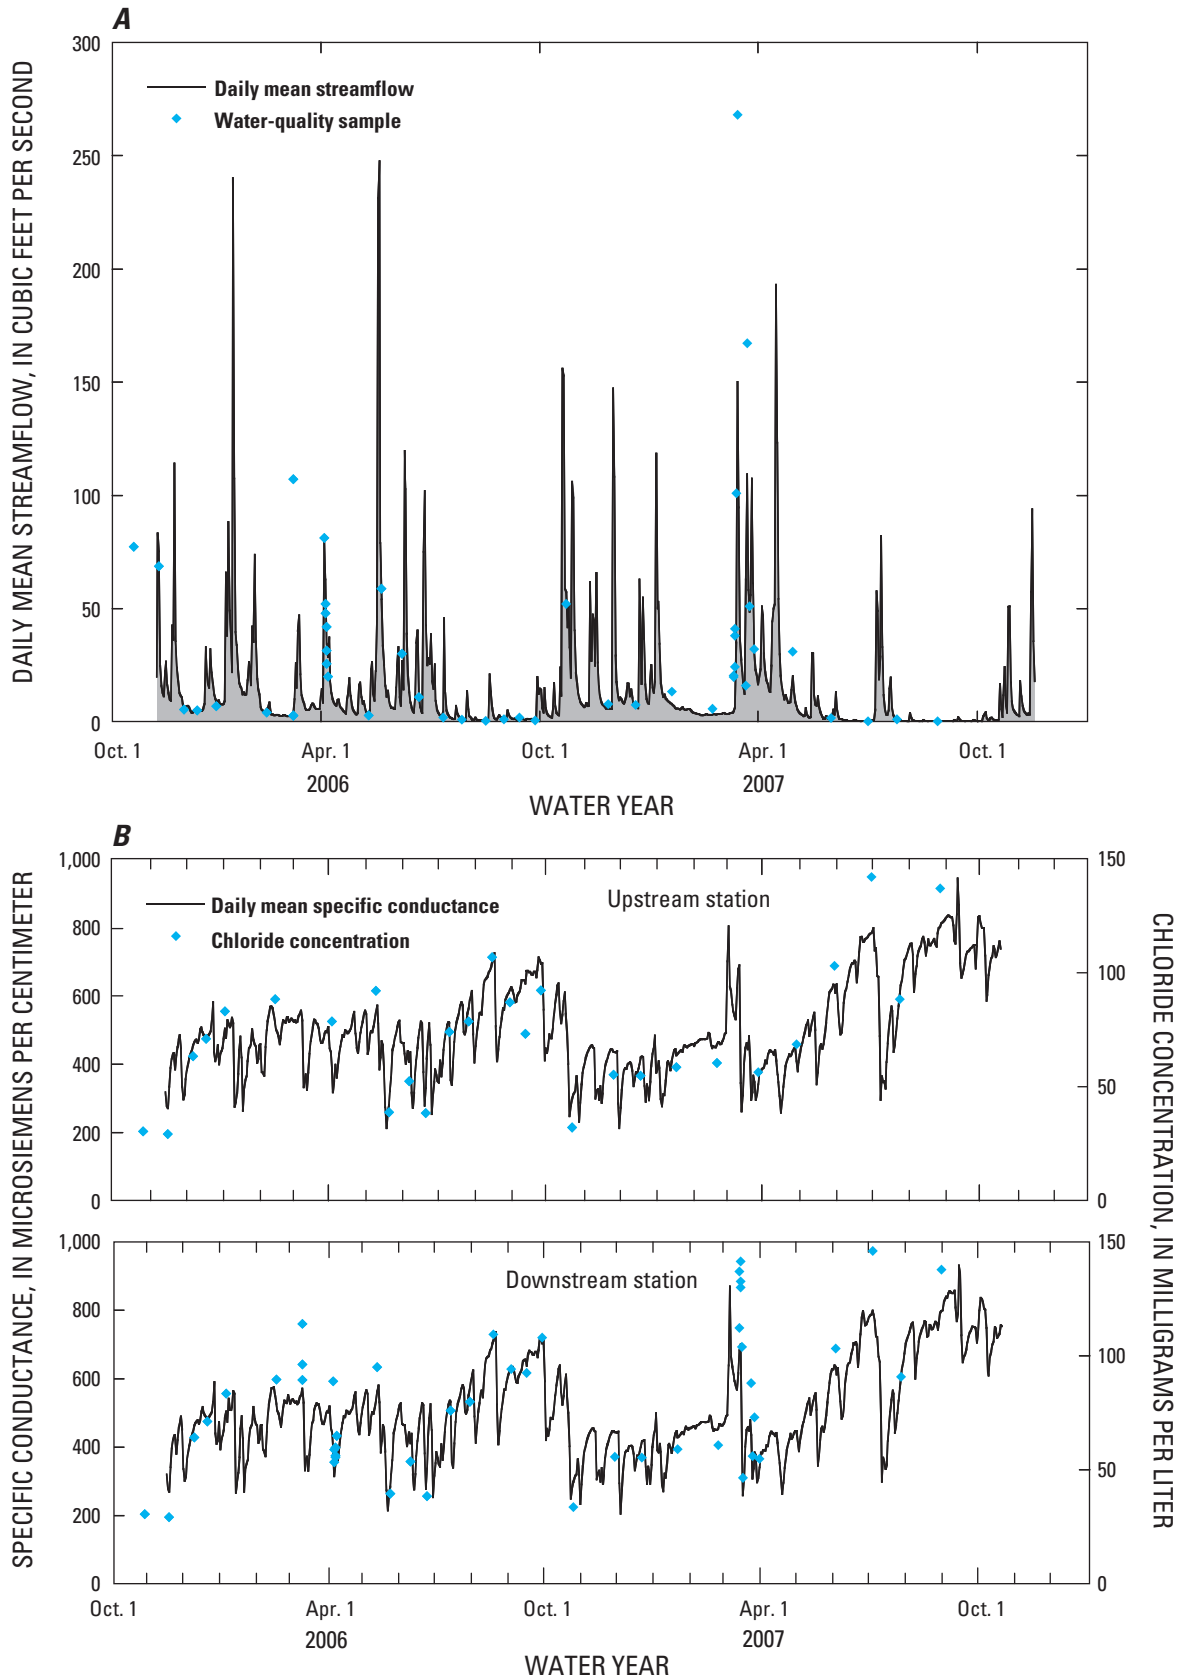 A
DAILY MEAN STREAMFLOW, IN CUBIC FEET PER SECOND
300
250
200
150
100
50
0
Daily mean streamflow
Water-quality sample
Oct. 1
Apr. 1
Oct. 1
Apr. 1
Oct. 1
2006
2007
WATER YEAR
B
SPECIFIC CONDUCTANCE, IN MICROSIEMENS PER CENTIMETER
CHLORIDE CONCENTRATION, IN MILLIGRAMS PER LITER
1,000
800
600
400
200
0
Daily mean specific conductance
Chloride concentration
Upstream station
150
100
50
0
1,000
800
600
400
200
0
Downstream station
150
100
50
0
Oct. 1
Apr. 1
Oct. 1
Apr. 1
Oct. 1
2006
2007
WATER YEAR